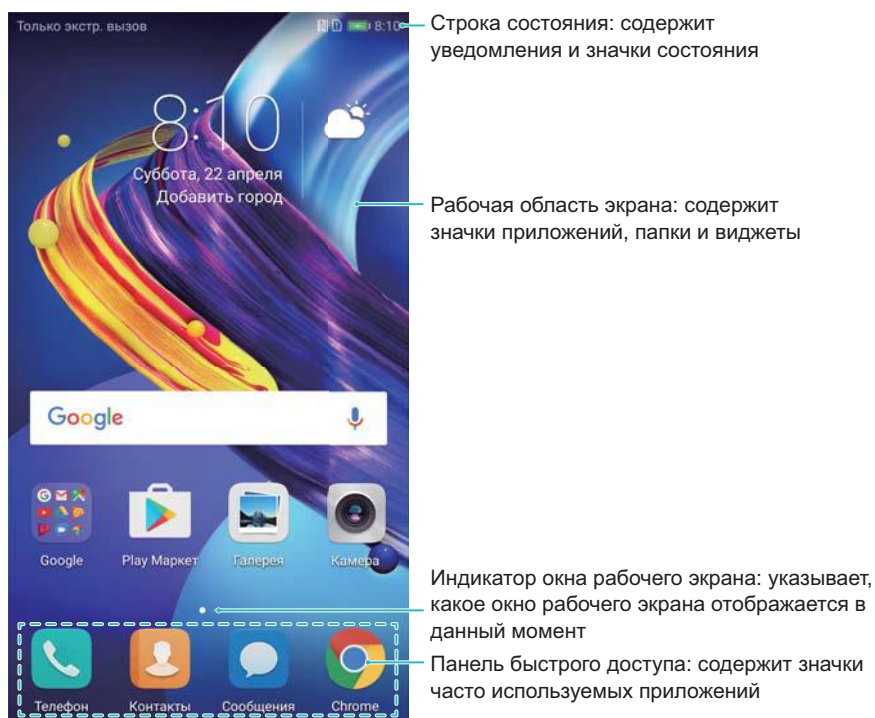 Только экстр. вызов 8:10
Строка состояния: содержит
уведомления и значки состояния
8:10
Суббота, 22 апреля
Добавить город
Рабочая область экрана: содержит
значки приложений, папки и виджеты
Google
Google Play Маркет Галерея Камера
Индикатор окна рабочего экрана: указывает,
какое окно рабочего экрана отображается в
данный момент
Панель быстрого доступа: содержит значки
часто используемых приложений
Телефон Контакты Сообщения Chrome